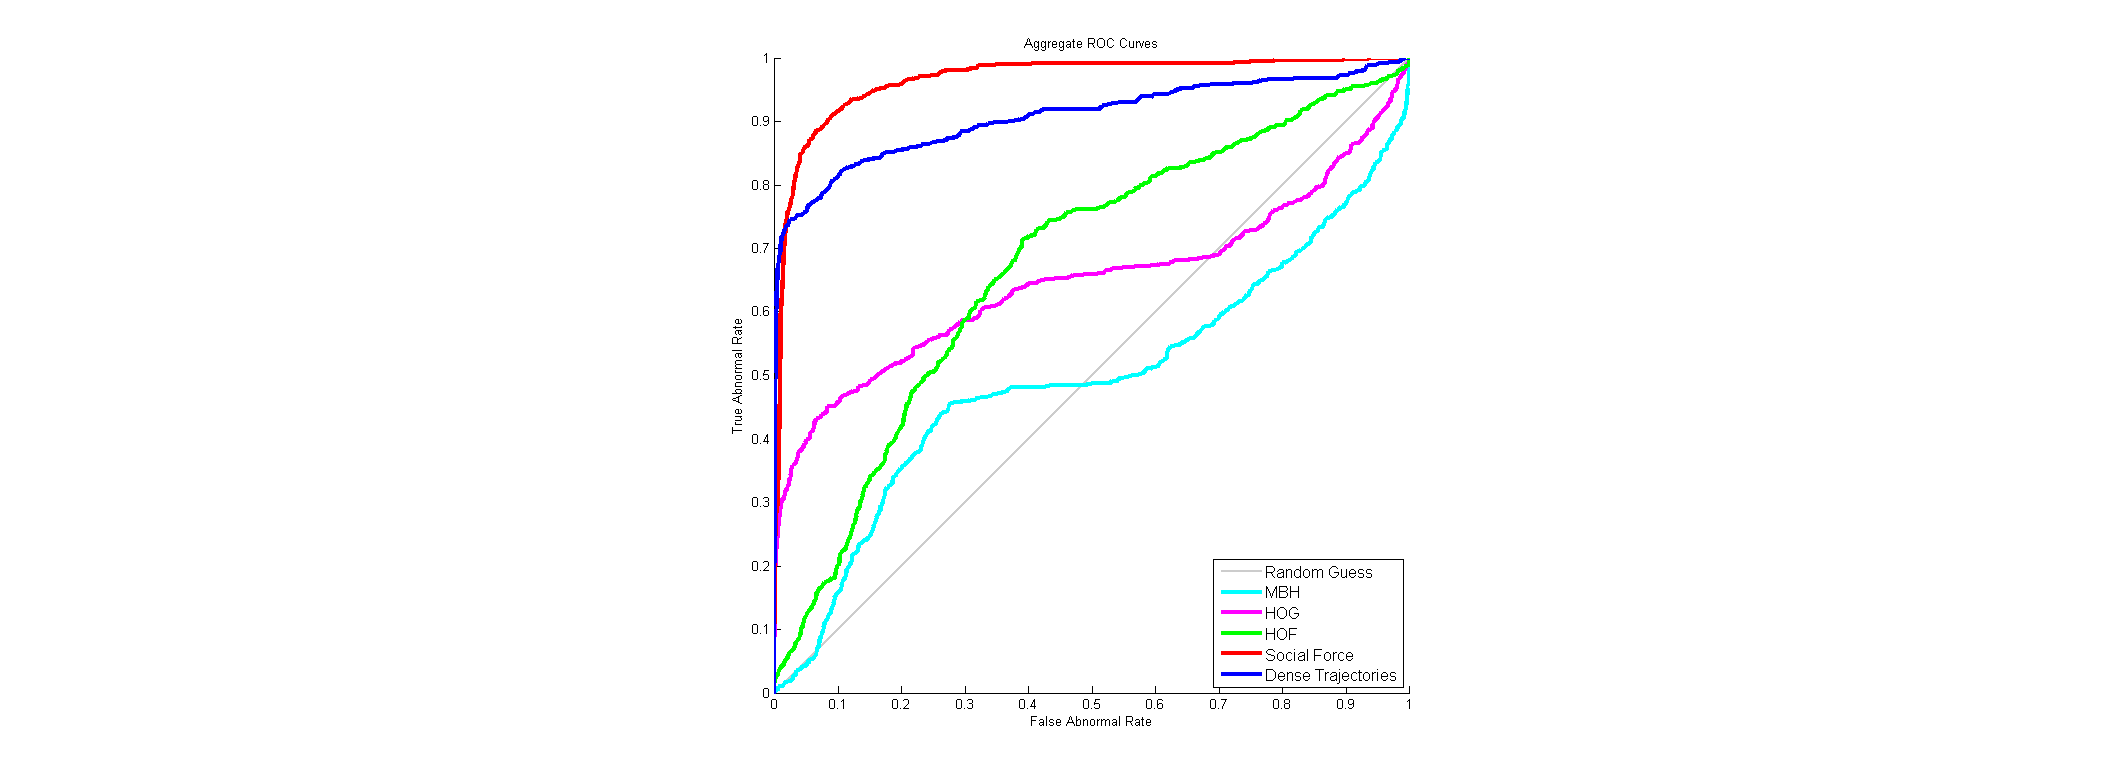 Aggregate ROC Curves
1
0.9
0.8
0.7
0.6
0.5
0.4
0.3
0.2
0.1
0
True Abnormal Rate
0 0.1 0.2 0.3 0.4 0.5 0.6 0.7 0.8 0.9 1
False Abnormal Rate
Random Guess
MBH
HOG
HOF
Social Force
Dense Trajectories